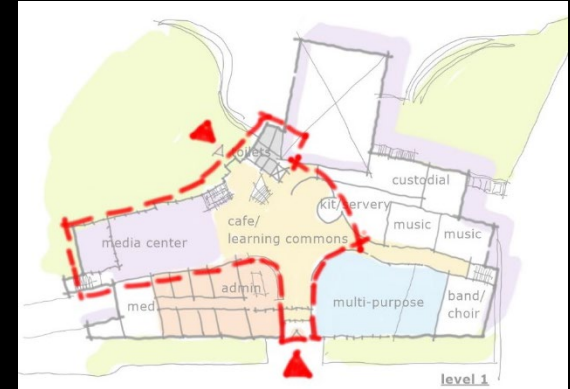 toilets
custodial
kit/servery
music
music
cafe/
learning commons
media center
admin
med.
multi-purpose
band/
choir
level 1